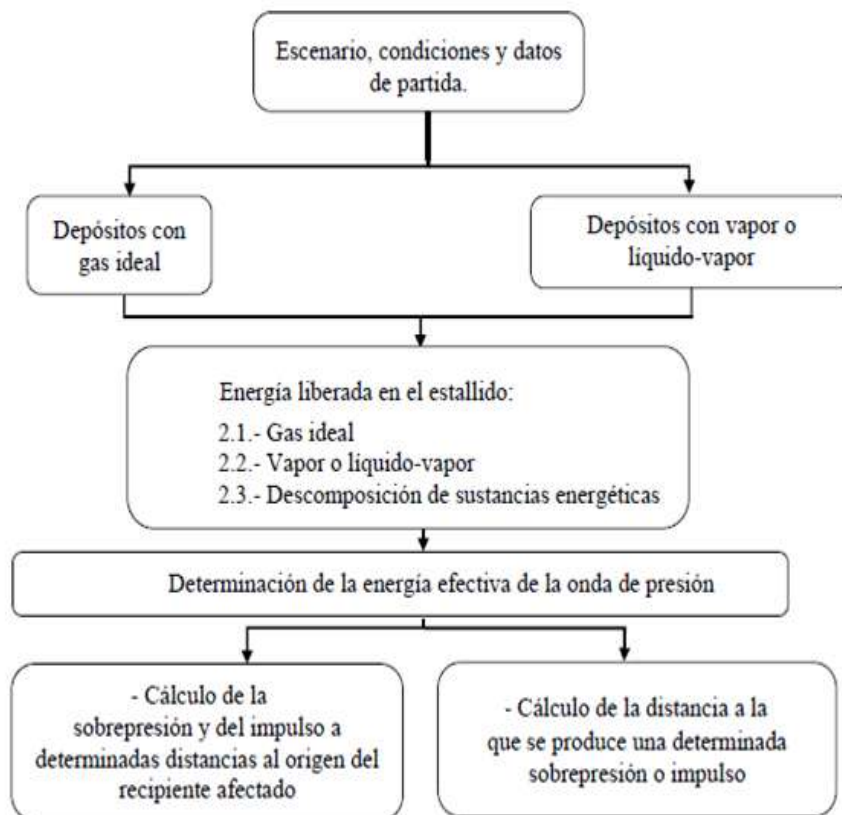 Escenario, condiciones y datos
de partida.
Depósitos con
gas ideal
Depósitos con vapor o
líquido-vapor
Energía liberada en el estallido:
2.1.- Gas ideal
2.2.- Vapor o líquido-vapor
2.3.- Descomposición de sustancias energéticas
Determinación de la energía efectiva de la onda de presión
- Cálculo de la
sobrepresión y del impulso a
determinadas distancias al origen del
recipiente afectado
- Cálculo de la distancia a la
que se produce una determinada
sobrepresión o impulso